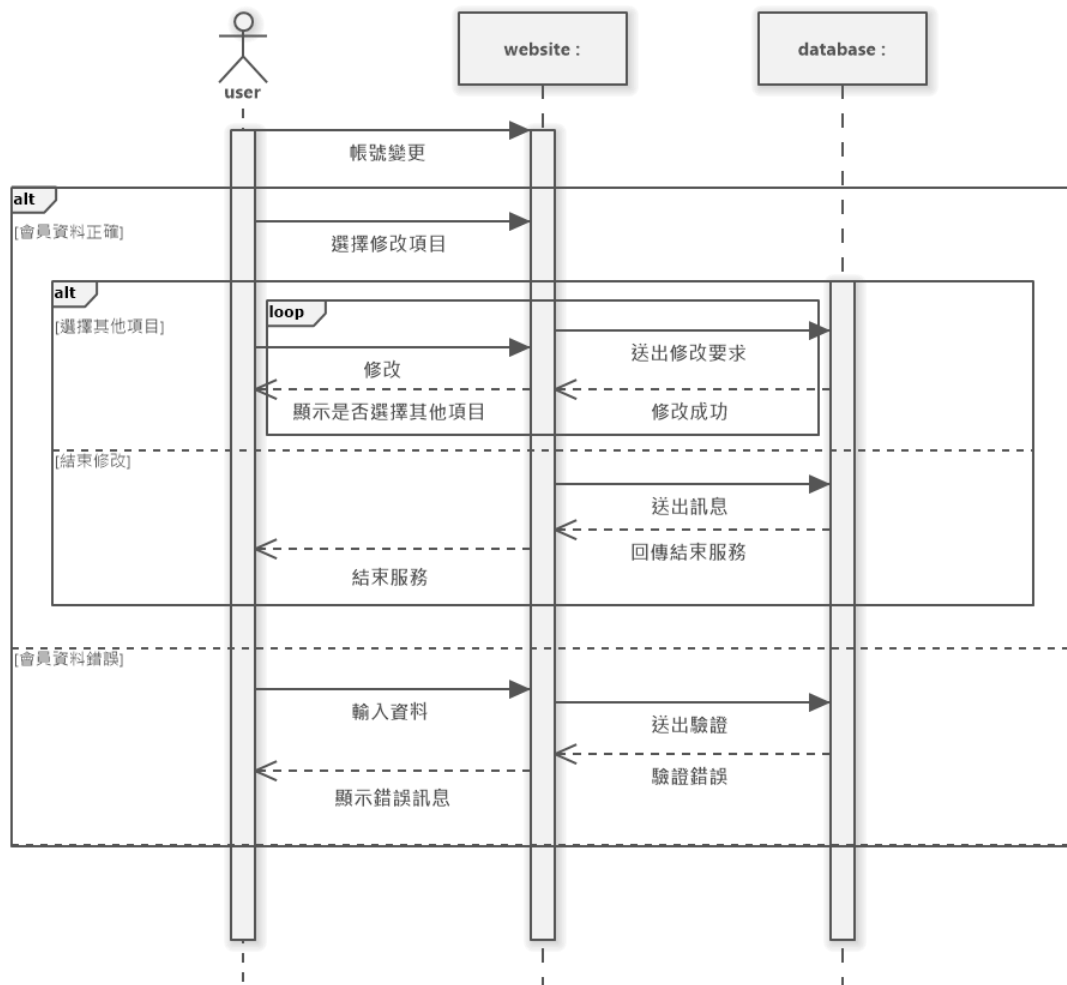 user
website :
database :
帳號變更
alt
[會員資料正確]
選擇修改項目
alt
[選擇其他項目]
loop
送出修改要求
修改
顯示是否選擇其他項目
修改成功
[結束修改]
送出訊息
回傳結束服務
結束服務
[會員資料錯誤]
輸入資料
送出驗證
驗證錯誤
顯示錯誤訊息